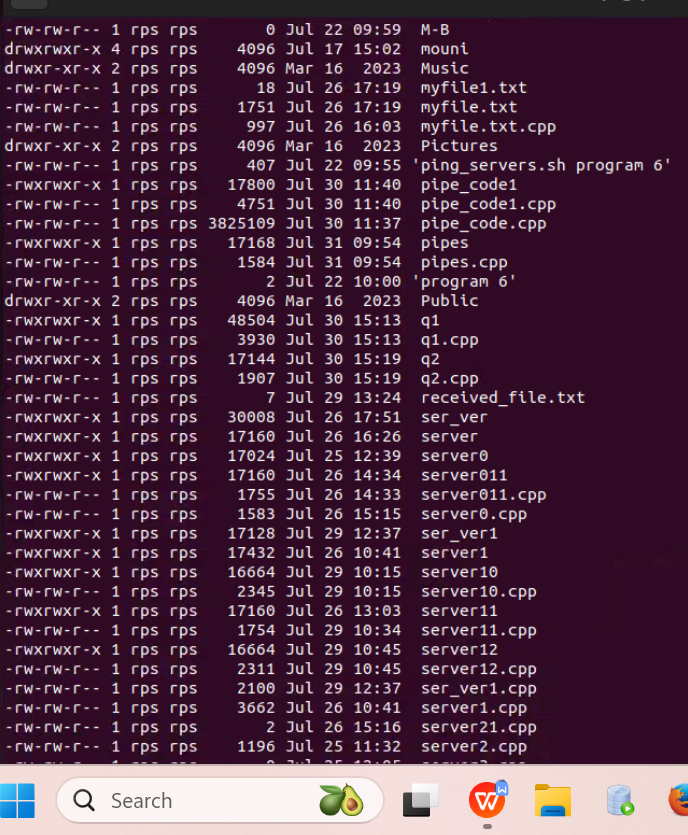 -rw-rw-r-- 1 rps rps       0 Jul 22 09:59  M-B
drwxrwxr-x 4 rps rps    4096 Jul 17 15:02  mouni
drwxr-xr-x 2 rps rps    4096 Mar 16  2023  Music
-rw-rw-r-- 1 rps rps      18 Jul 26 17:19  myfile1.txt
-rw-rw-r-- 1 rps rps    1751 Jul 26 17:19  myfile.txt
-rw-rw-r-- 1 rps rps     997 Jul 26 16:03  myfile.txt.cpp
drwxr-xr-x 2 rps rps    4096 Mar 16  2023  Pictures
-rw-rw-r-- 1 rps rps     407 Jul 22 09:55 'ping_servers.sh program 6'
-rwxrwxr-x 1 rps rps   17800 Jul 30 11:40  pipe_code1
-rw-rw-r-- 1 rps rps    4751 Jul 30 11:40  pipe_code1.cpp
-rw-rw-r-- 1 rps rps 3825109 Jul 30 11:37  pipe_code.cpp
-rwxrwxr-x 1 rps rps   17168 Jul 31 09:54  pipes
-rw-rw-r-- 1 rps rps    1584 Jul 31 09:54  pipes.cpp
-rw-rw-r-- 1 rps rps       2 Jul 22 10:00 'program 6'
drwxr-xr-x 2 rps rps    4096 Mar 16  2023  Public
-rwxrwxr-x 1 rps rps   48504 Jul 30 15:13  q1
-rw-rw-r-- 1 rps rps    3930 Jul 30 15:13  q1.cpp
-rwxrwxr-x 1 rps rps   17144 Jul 30 15:19  q2
-rw-rw-r-- 1 rps rps    1907 Jul 30 15:19  q2.cpp
-rw-rw-r-- 1 rps rps       7 Jul 29 13:24  received_file.txt
-rwxrwxr-x 1 rps rps   30008 Jul 26 17:51  ser_ver
-rwxrwxr-x 1 rps rps   17160 Jul 26 16:26  server
-rwxrwxr-x 1 rps rps   17024 Jul 25 12:39  server0
-rwxrwxr-x 1 rps rps   17160 Jul 26 14:34  server011
-rw-rw-r-- 1 rps rps    1755 Jul 26 14:33  server011.cpp
-rw-rw-r-- 1 rps rps    1583 Jul 26 15:15  server0.cpp
-rwxrwxr-x 1 rps rps   17128 Jul 29 12:37  ser_ver1
-rwxrwxr-x 1 rps rps   17432 Jul 26 10:41  server1
-rwxrwxr-x 1 rps rps   16664 Jul 29 10:15  server10
-rw-rw-r-- 1 rps rps    2345 Jul 29 10:15  server10.cpp
-rwxrwxr-x 1 rps rps   17160 Jul 26 13:03  server11
-rw-rw-r-- 1 rps rps    1754 Jul 29 10:34  server11.cpp
-rwxrwxr-x 1 rps rps   16664 Jul 29 10:45  server12
-rw-rw-r-- 1 rps rps    2311 Jul 29 10:45  server12.cpp
-rw-rw-r-- 1 rps rps    2100 Jul 29 12:37  ser_ver1.cpp
-rw-rw-r-- 1 rps rps    3662 Jul 26 10:41  server1.cpp
-rw-rw-r-- 1 rps rps       2 Jul 26 15:16  server21.cpp
-rw-rw-r-- 1 rps rps    1196 Jul 25 11:32  server2.cpp
Search